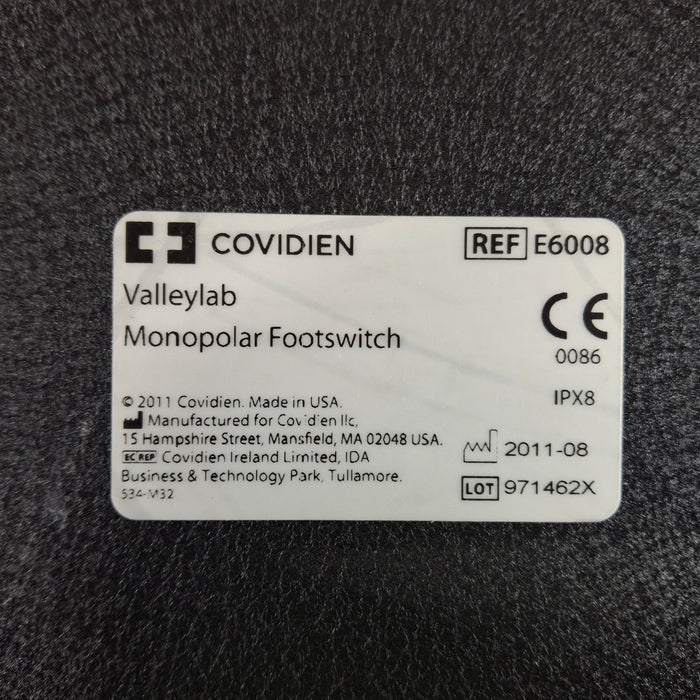 COVIDIEN
REF E6008
Valleylab
Monopolar Footswitch
CE
0086
© 2011 Covidien. Made in USA.
IPX8
Manufactured for Covidien llc,
15 Hampshire Street, Mansfield, MA 02048 USA.
EC REP Covidien Ireland Limited, IDA
Business & Technology Park, Tullamore.
534-M32
2011-08
LOT 971462X